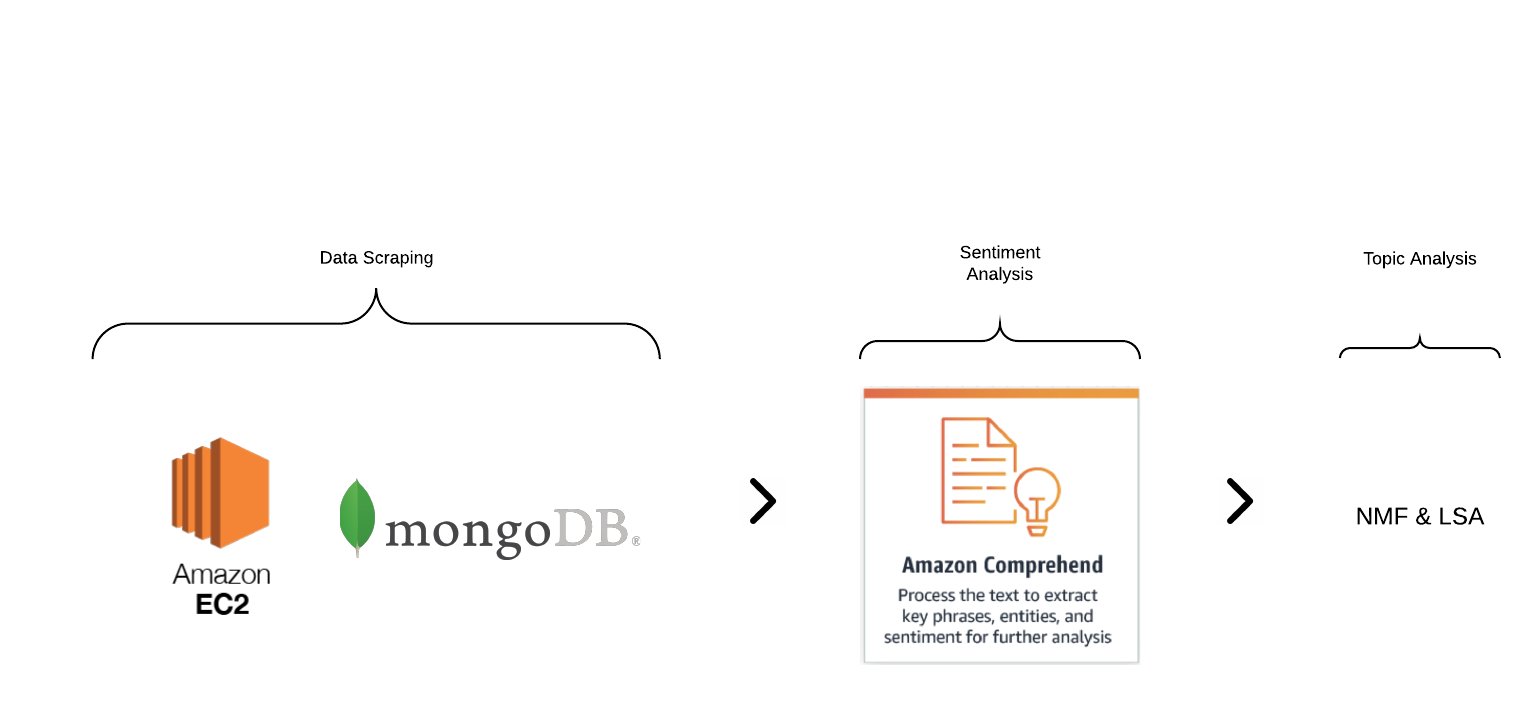 Data Scraping
Sentiment
Analysis
Topic Analysis
Amazon
EC2
mongoDB®
Amazon Comprehend
Process the text to extract
key phrases, entities, and
sentiment for further analysis
NMF & LSA